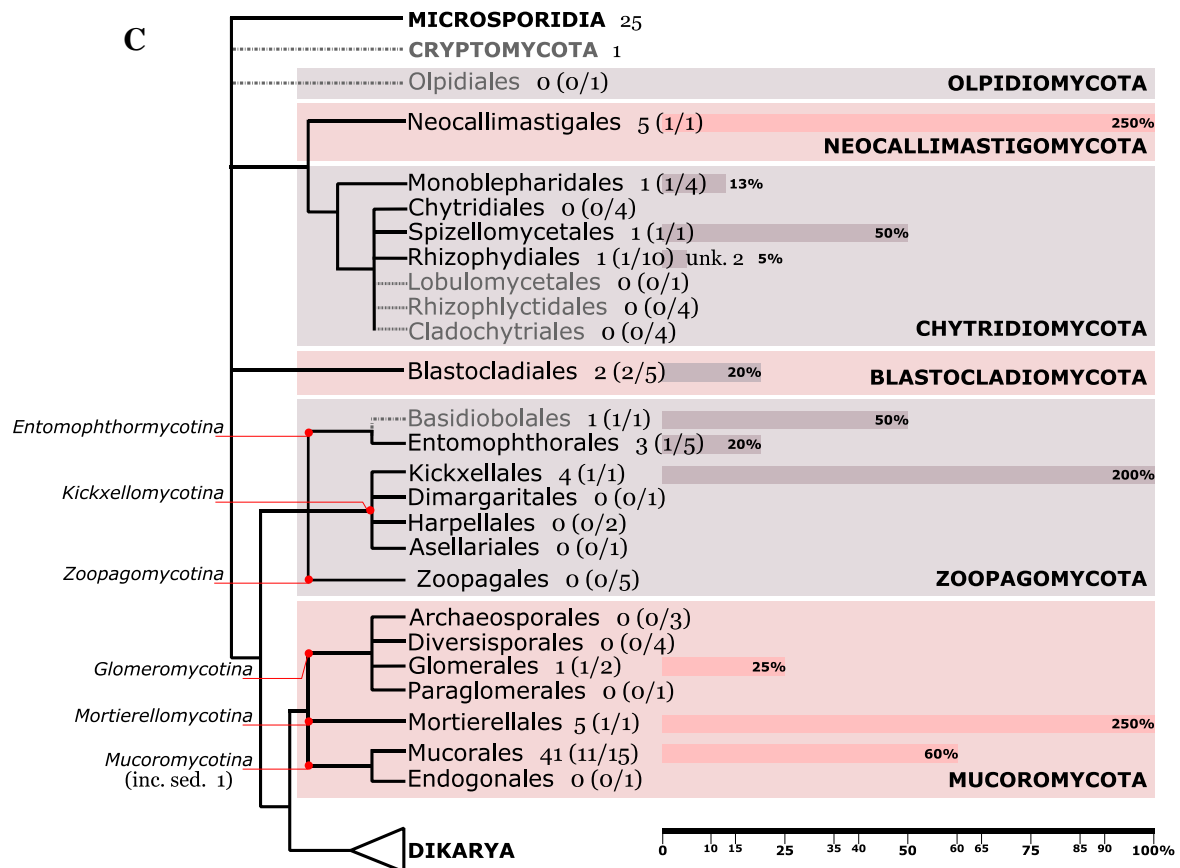 C
MICROSPORIDIA 25
CRYPTOMYCOTA 1
Olpidiales 0 (0/1)
OLPIDIOMYCOTA
Neocallimastigales 5 (1/1) 250%
NEOCALLIMASTIGOMYCOTA
Monoblepharidales 1 (1/4) 13%
Chytridiales 0 (0/4)
Spizellomycetales 1 (1/1) 50%
Rhizophydiales 1 (1/10) unk. 2 5%
Lobulomycetales 0 (0/1)
Rhizophlyctidales 0 (0/4)
Cladochytriales 0 (0/4)
CHYTRIDIOMYCOTA
Blastocladiales 2 (2/5) 20%
BLASTOCLADIOMYCOTA
Entomophthormycotina
Basidiobolales 1 (1/1) 50%
Entomophthorales 3 (1/5) 20%
Kickxellomycotina
Kickxellales 4 (1/1) 200%
Dimargaritales 0 (0/1)
Harpellales 0 (0/2)
Asellariales 0 (0/1)
Zoopagomycotina
Zoopagales 0 (0/5)
ZOOPAGOMYCOTA
Archaeosporales 0 (0/3)
Diversisporales 0 (0/4)
Glomeromycotina
Glomerales 1 (1/2) 25%
Paraglomerales 0 (0/1)
Mortierellomycotina
Mortierellales 5 (1/1) 250%
Mucoromycotina
(inc. sed. 1)
Mucorales 41 (11/15) 60%
Endogonales 0 (0/1)
MUCOROMYCOTA
DIKARYA
0 10 15 25 35 40 50 60 65 75 85 90 100%